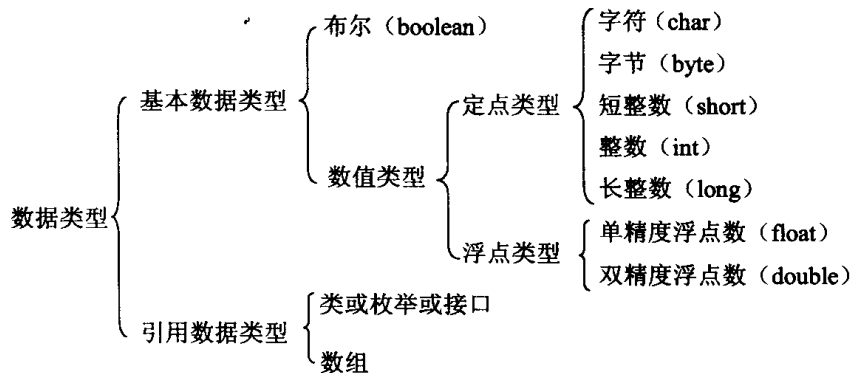 布尔（boolean）
字符（char）
字节（byte）
基本数据类型
定点类型
短整数（short）
整数（int）
数值类型
长整数（long）
数据类型
单精度浮点数（float）
浮点类型
双精度浮点数（double）
类或枚举或接口
引用数据类型
数组